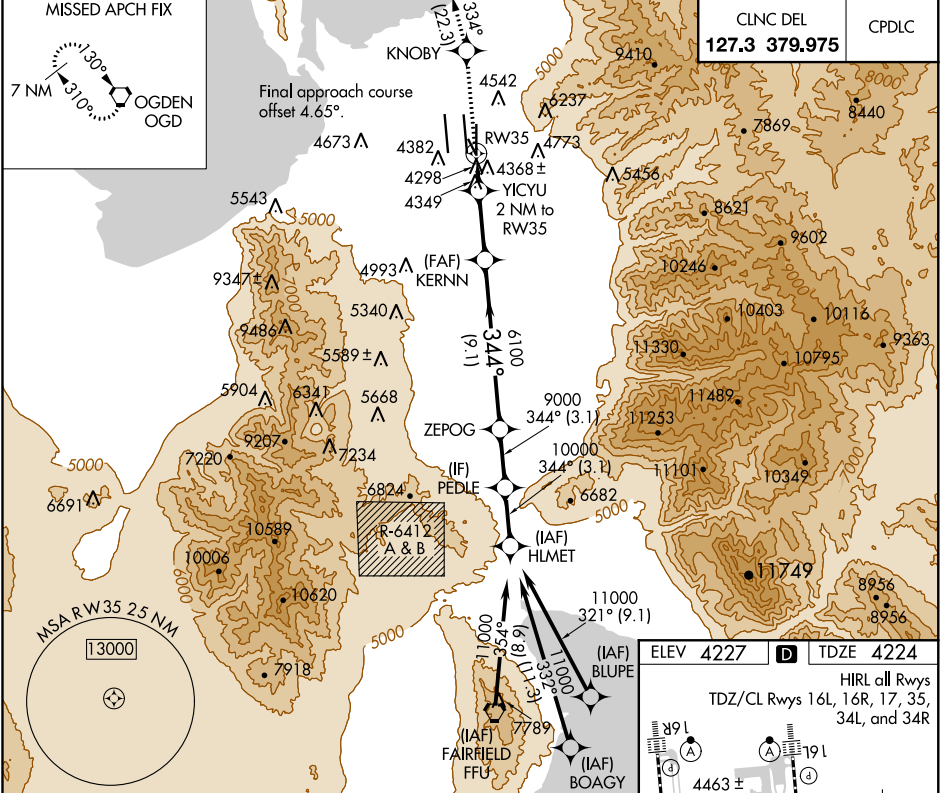 MISSED APCH FIX
130°
7 NM
310°
OGDEN
OGD
334°
(22.3)
KNOBY
CLNC DEL
127.3 379.975
CPDLC
9410
5000
8000
8440
Final approach course
offset 4.65°.
4542
6237
7869
4673
4382
RW35
4773
4298
4368 ±
5456
4349
YICYU
2 NM to
RW35
5543
5000
8621
9602
(FAF)
KERNN
4993
10246
9347±
5340
10403
10116
9486
6100
344°
(9.1)
9363
5589 ±
11330
10795
5904
6341
5668
9000
344° (3.1)
11489
ZEPOG
11253
9207
7234
10000
344° (3.1)
7220
5000
(IF)
PEDLE
11101
10349
6691
6824
6682
5000
R-6412
A & B
10589
(IAF)
HLMET
10006
11749
10620
8956
8956
MSA RW35 25 NM
13000
5000
11000
354°
(8.9)
11000
321° (9.1)
11000
332°
(11.3)
(IAF)
BLUPE
7918
7789
(IAF)
FAIRFIELD
FFU
(IAF)
BOAGY
ELEV 4227
D
TDZE 4224
HIRL all Rwys
TDZ/CL Rwys 16L, 16R, 17, 35,
34L, and 34R
16R
A
A
16L
P
P
4463 ±